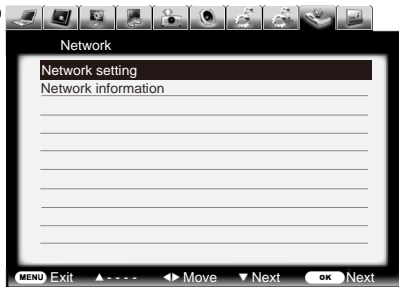 Network
Network setting
Network information
MENU Exit ▲ - - - - ◀▶ Move ▼ Next OK Next